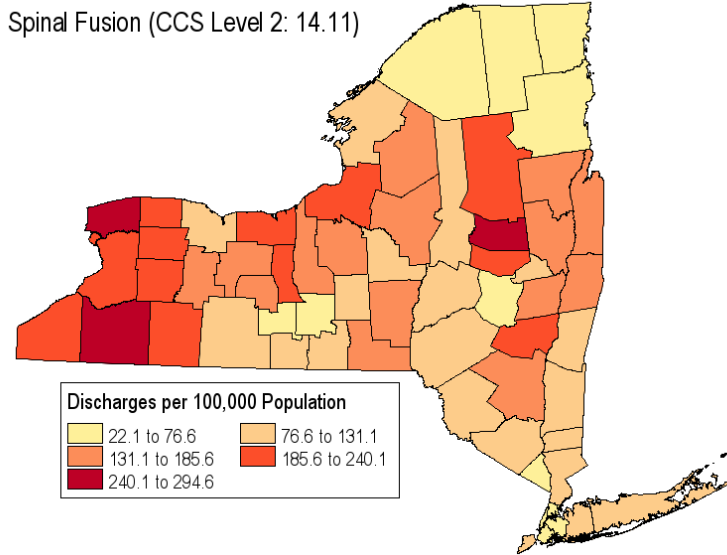 Spinal Fusion (CCS Level 2: 14.11)
Discharges per 100,000 Population
22.1 to 76.6 76.6 to 131.1
131.1 to 185.6 185.6 to 240.1
240.1 to 294.6